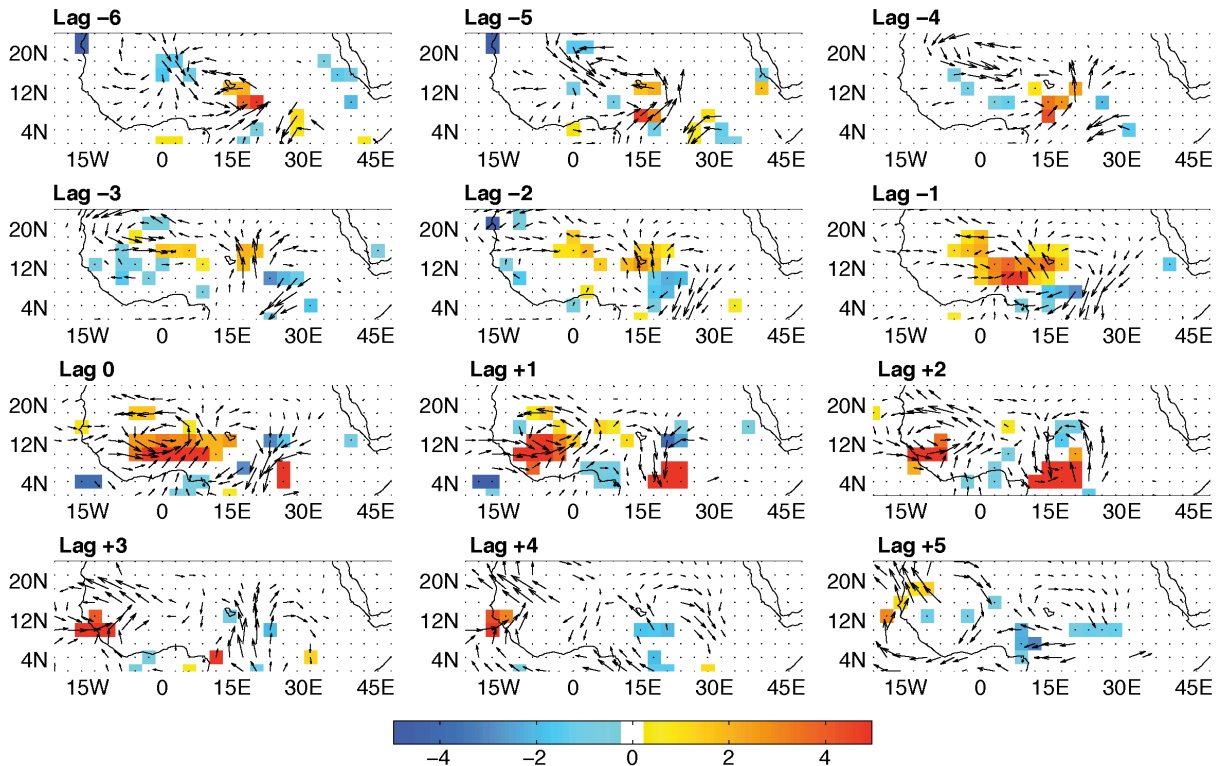 Lag −6 Lag −5 Lag −4
20N 20N 20N
12N 12N 12N
4N 4N 4N
15W 0 15E 30E 45E 15W 0 15E 30E 45E 15W 0 15E 30E 45E
Lag −3 Lag −2 Lag −1
20N 20N 20N
12N 12N 12N
4N 4N 4N
15W 0 15E 30E 45E 15W 0 15E 30E 45E 15W 0 15E 30E 45E
Lag 0 Lag +1 Lag +2
20N 20N 20N
12N 12N 12N
4N 4N 4N
15W 0 15E 30E 45E 15W 0 15E 30E 45E 15W 0 15E 30E 45E
Lag +3 Lag +4 Lag +5
20N 20N 20N
12N 12N 12N
4N 4N 4N
15W 0 15E 30E 45E 15W 0 15E 30E 45E 15W 0 15E 30E 45E
−4 −2 0 2 4